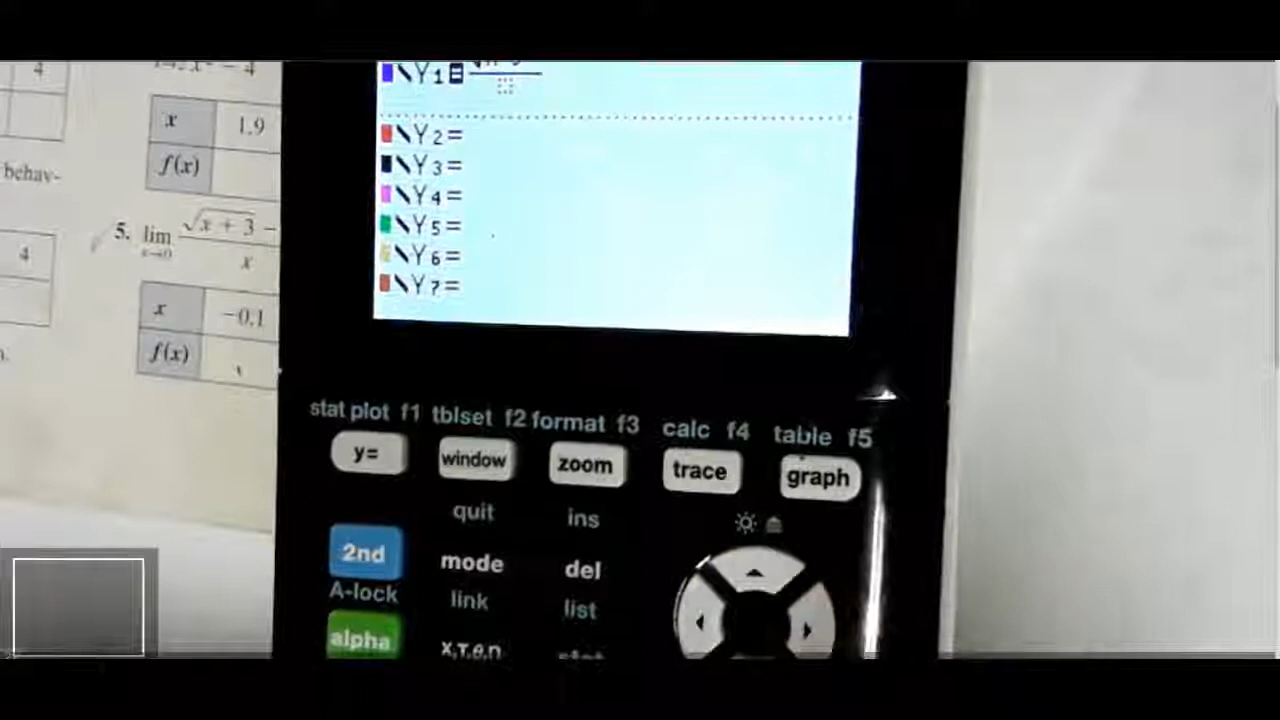 4
x 1.9
f(x)
behav-
5. lim √x + 3 −
x
4
x −0.1
f(x)
Y1=
Y2=
Y3=
Y4=
Y5=
Y6=
Y7=
stat plot f1 tblset f2 format f3 calc f4 table f5
y= window zoom trace graph
quit ins
2nd mode del
A-lock link list
alpha X,T,θ,n